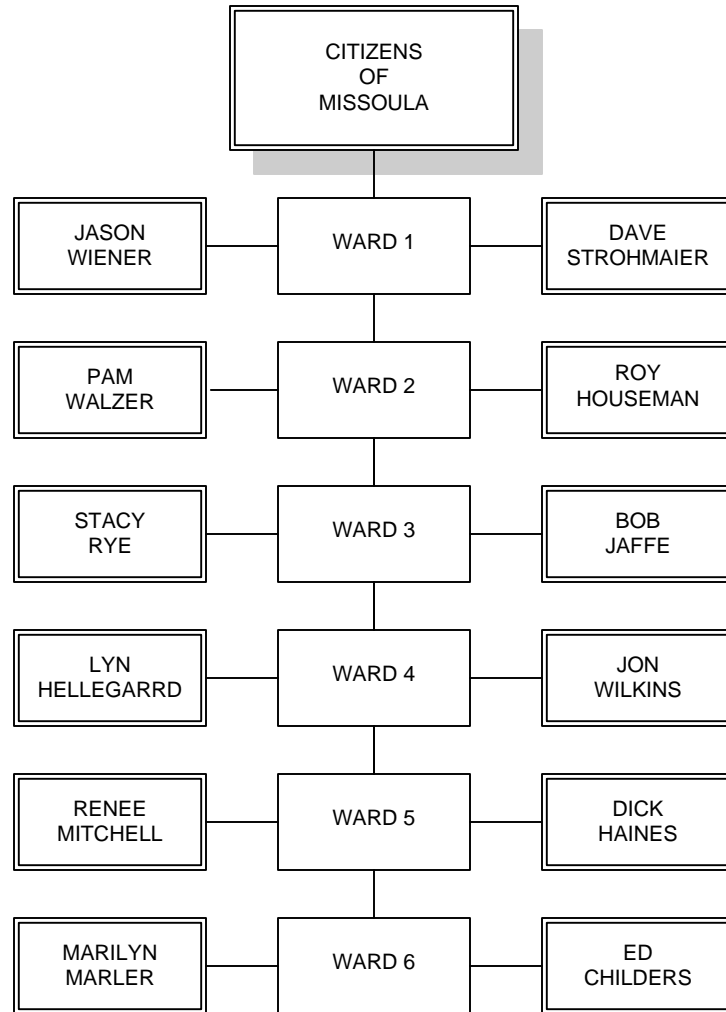 CITIZENS
OF
MISSOULA
JASON
WIENER
WARD 1
DAVE
STROHMAIER
PAM
WALZER
WARD 2
ROY
HOUSEMAN
STACY
RYE
WARD 3
BOB
JAFFE
LYN
HELLEGARRD
WARD 4
JON
WILKINS
RENEE
MITCHELL
WARD 5
DICK
HAINES
MARILYN
MARLER
WARD 6
ED
CHILDERS